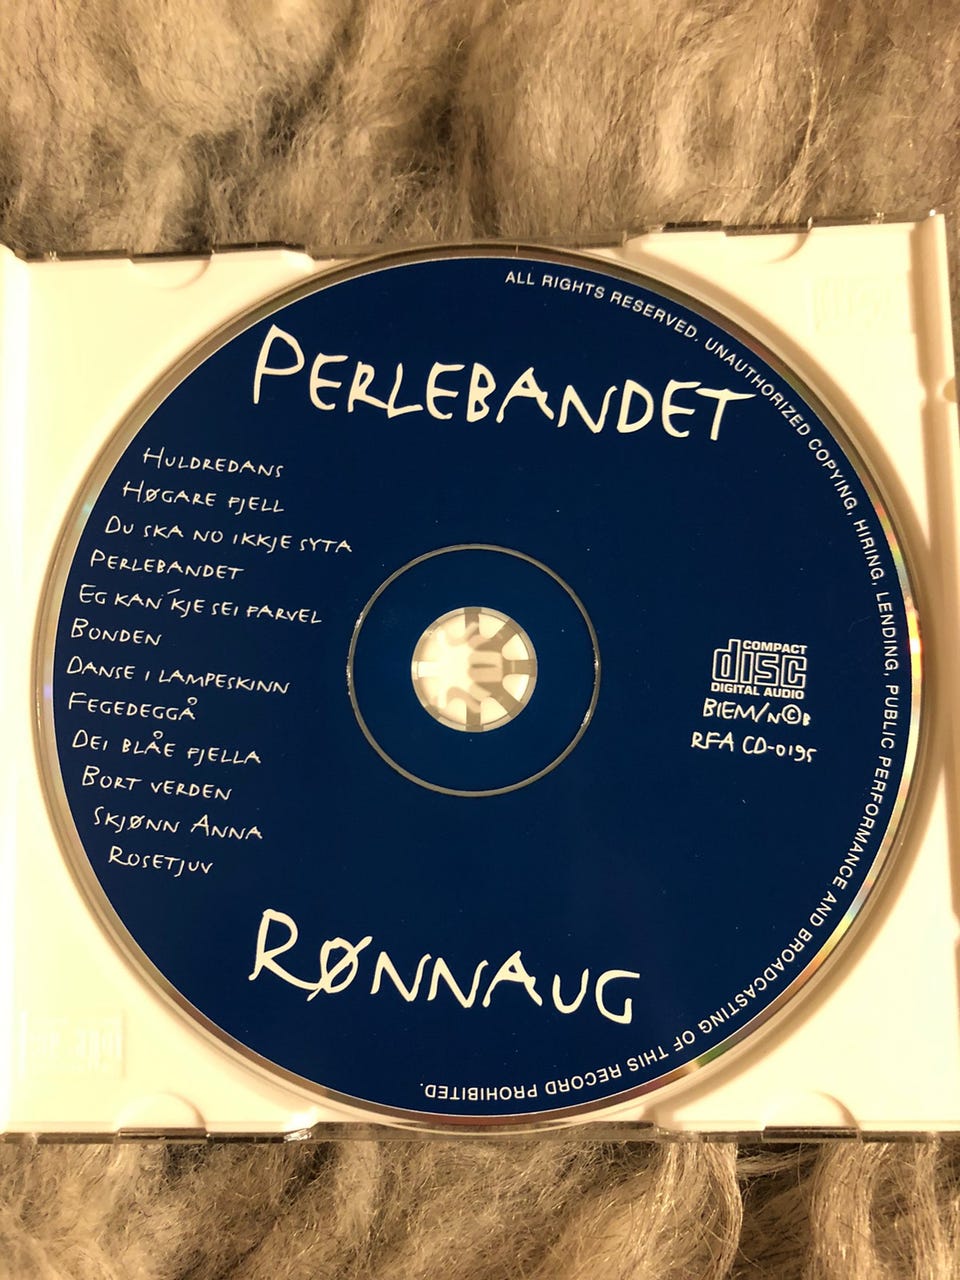 PERLEBANDET
HULDREDANS
HØGARE FJELL
DU SKA NO IKKJE SYTA
PERLEBANDET
EG KAN´KJE SEI FARVEL
BONDEN
DANSE I LAMPESKINN
FEGEDEGGÅ
DEI BLÅE FJELLA
BORT VERDEN
SKJØNN ANNA
ROSETJUV
RØNNAUG
COMPACT
disc
DIGITAL AUDIO
BIEM/n©b
RFA CD-0195
ALL RIGHTS RESERVED. UNAUTHORIZED COPYING, HIRING, LENDING, PUBLIC PERFORMANCE AND BROADCASTING OF THIS RECORD PROHIBITED.